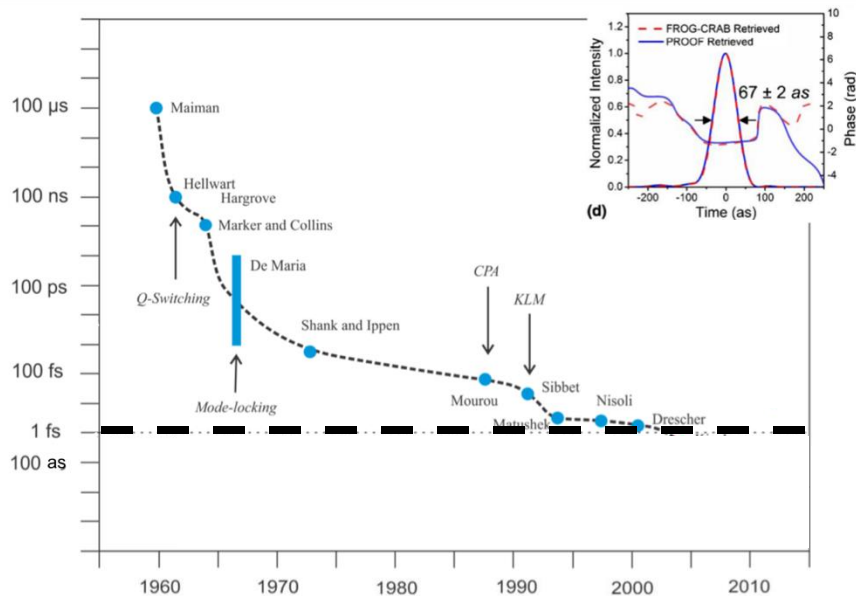 100 µs
100 ns
100 ps
100 fs
1 fs
100 as
Maiman
Hellwart
Hargrove
Marker and Collins
De Maria
Q-Switching
Shank and Ippen
Mode-locking
CPA
KLM
Mourou
Sibbet
Matushek
Nisoli
Drescher
1960 1970 1980 1990 2000 2010
FROG-CRAB Retrieved
PROOF Retrieved
67 ± 2 as
Normalized Intensity
1.2
1.0
0.8
0.6
0.4
0.2
0.0
Phase (rad)
10
8
6
4
2
0
-2
-4
-200 -100 0 100 200
Time (as)
(d)